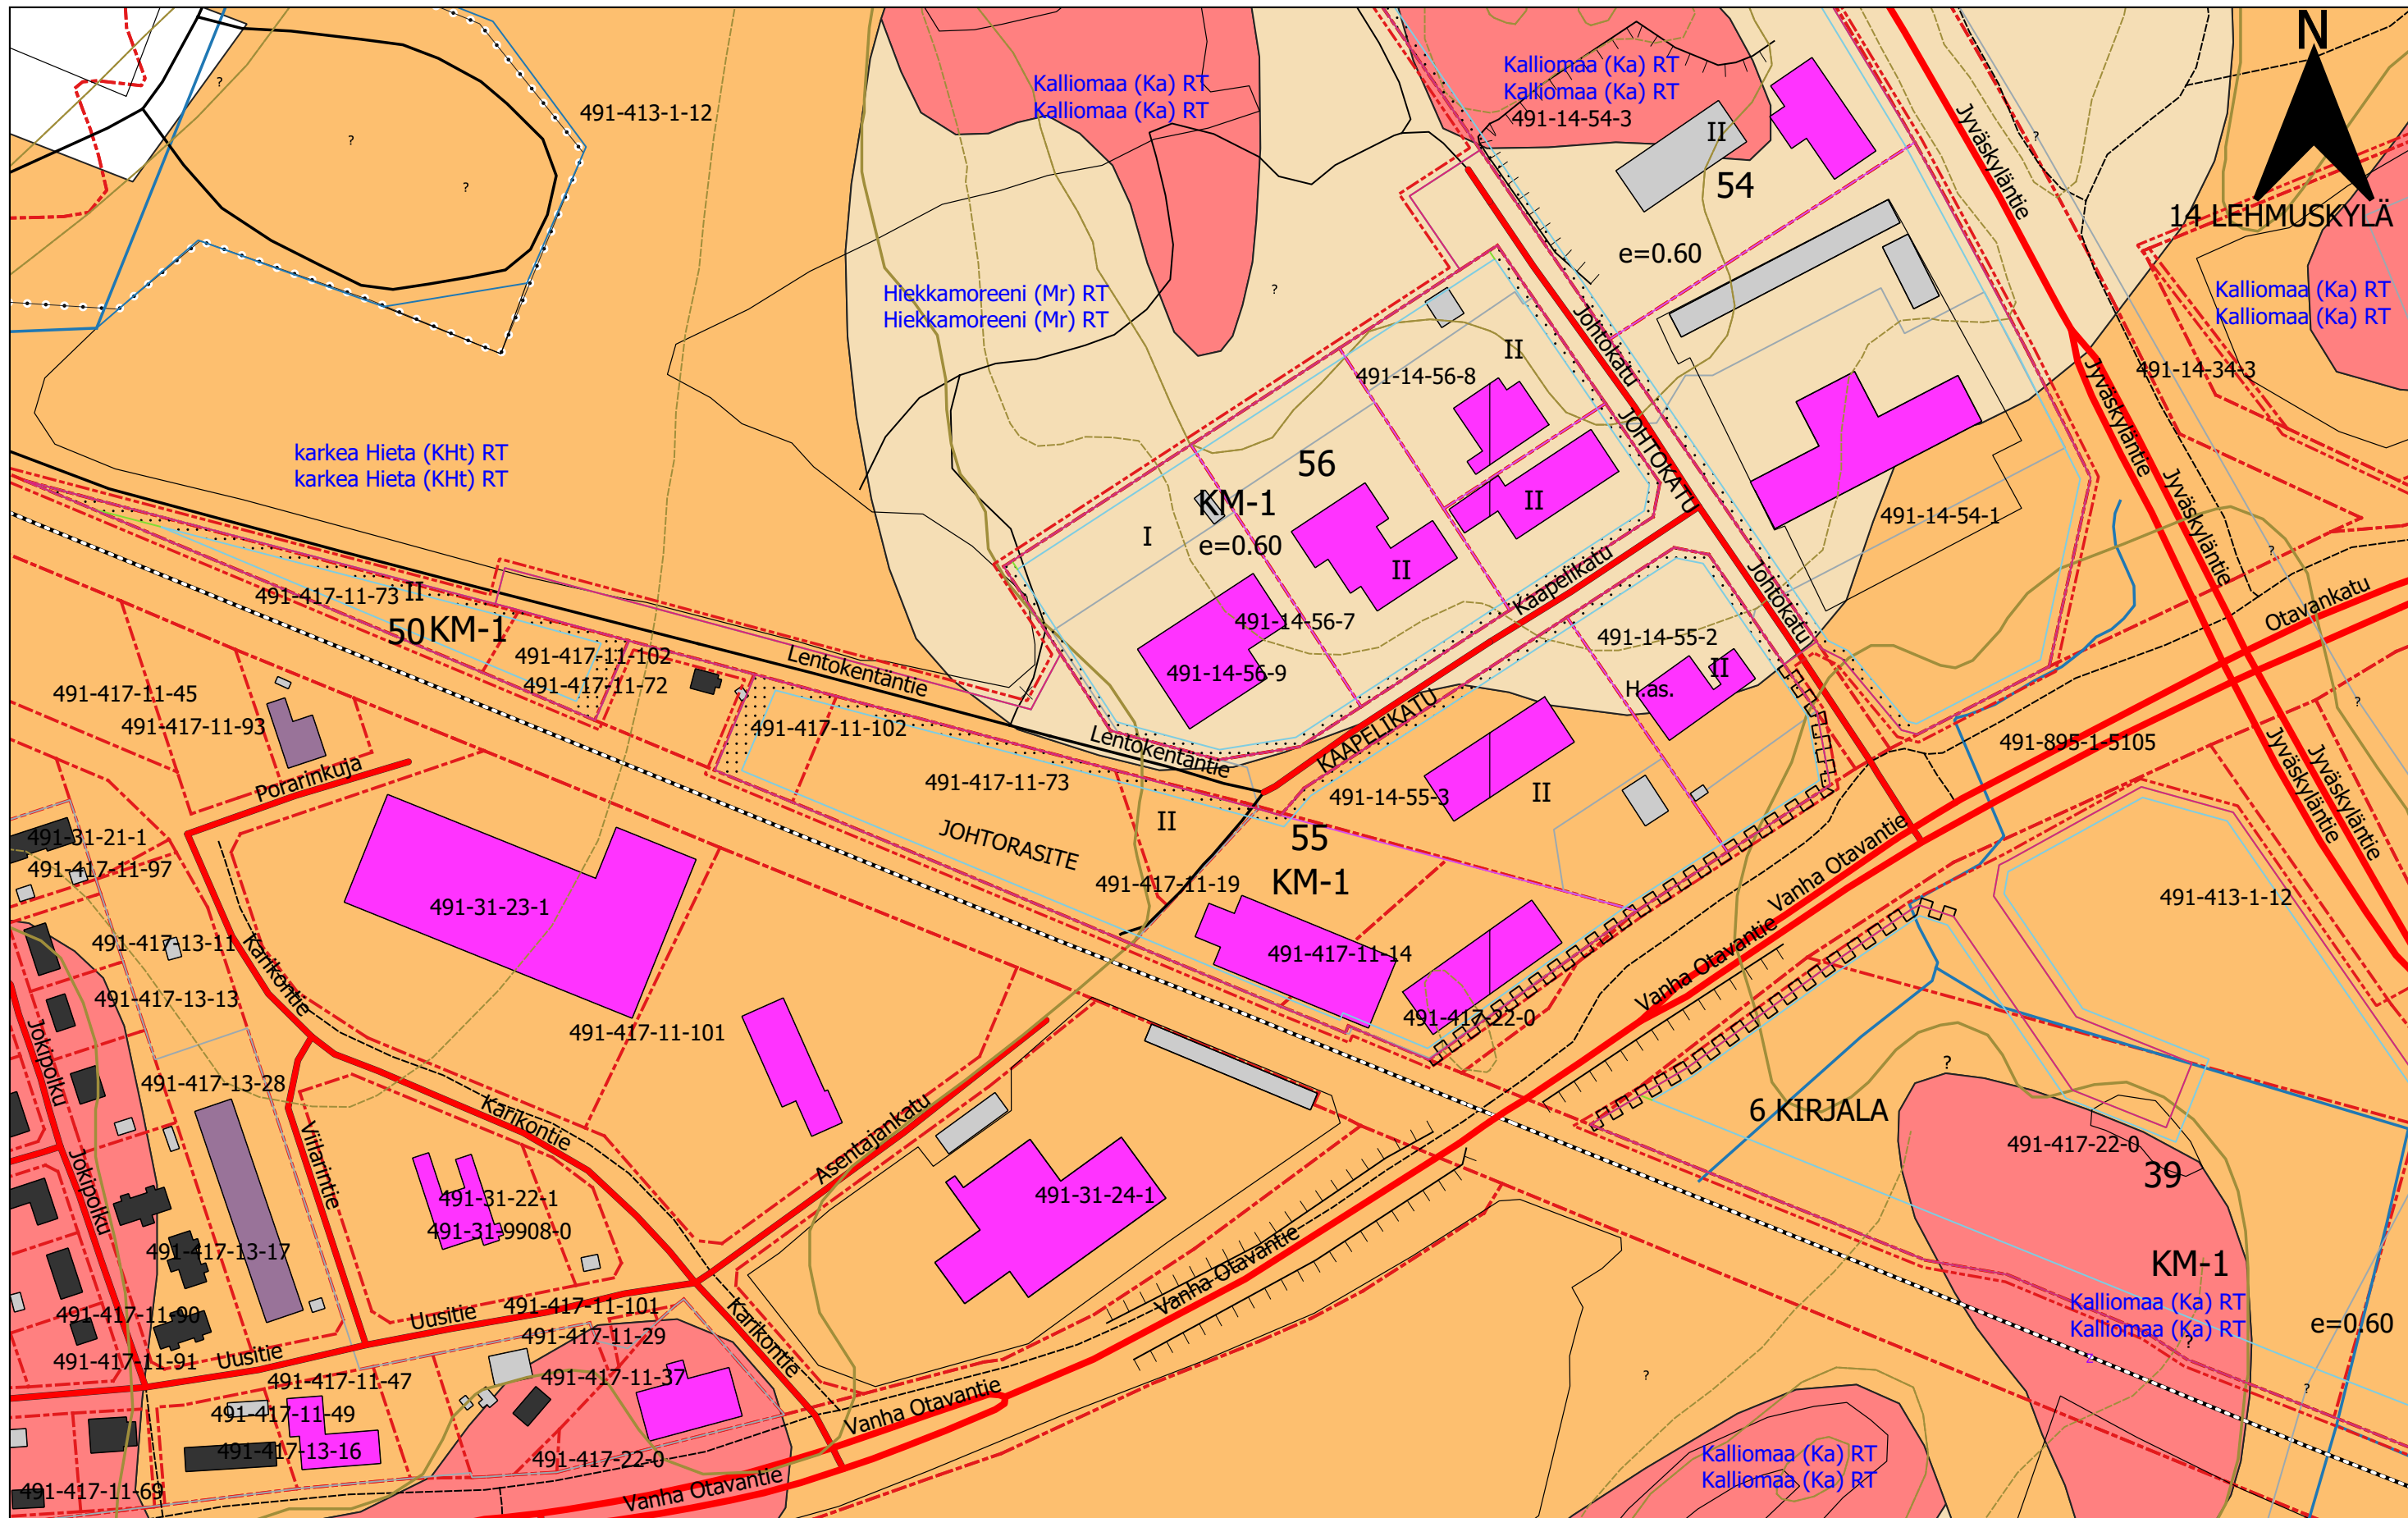 N
491-413-1-12
Kalliomaa (Ka) RT
Kalliomaa (Ka) RT
Kalliomaa (Ka) RT
Kalliomaa (Ka) RT
491-14-54-3
II
54
e=0.60
Jyväskyläntie
14 LEHMUSKYLÄ
Hiekkamoreeni (Mr) RT
Hiekkamoreeni (Mr) RT
Kalliomaa (Ka) RT
Kalliomaa (Ka) RT
Johtokatu
II
491-14-56-8
491-14-34-3
Jyväskyläntie
karkea Hieta (KHt) RT
karkea Hieta (KHt) RT
56
KM-1
I
e=0.60
II
II
JOHTOKATU
491-14-54-1
Jyväskyläntie
491-417-11-73
II
50
KM-1
491-417-11-102
491-417-11-72
Lentokentäntie
491-14-56-7
491-14-56-9
Kaapelikatu
491-14-55-2
II
H.as.
Johtokatu
Otavankatu
491-417-11-45
491-417-11-93
Porarinkuja
491-417-11-102
Lentokentäntie
KAAPELIKATU
491-895-1-5105
Jyväskyläntie
Jyväskyläntie
491-417-11-73
II
491-14-55-3
II
55
KM-1
JOHTORASITE
491-417-11-19
491-31-21-1
491-417-11-97
491-31-23-1
491-417-13-11
Karikontie
491-417-13-13
491-417-11-14
491-417-22-0
Vanha Otavantie
Vanha Otavantie
491-413-1-12
491-417-11-101
Jokipolku
491-417-13-28
Karikontie
Viilarintie
Asentajankatu
6 KIRJALA
491-417-22-0
39
KM-1
Kalliomaa (Ka) RT
Kalliomaa (Ka) RT
e=0.60
Jokipolku
491-31-22-1
491-31-9908-0
491-31-24-1
491-417-13-17
Vanha Otavantie
491-417-11-90
Uusitie
491-417-11-101
491-417-11-29
Karikontie
491-417-11-91
Uusitie
491-417-11-47
491-417-11-37
491-417-11-49
Vanha Otavantie
491-417-13-16
491-417-22-0
491-417-11-69
Vanha Otavantie
Kalliomaa (Ka) RT
Kalliomaa (Ka) RT
?
?
?
?
?
?
?
?
?
?
?